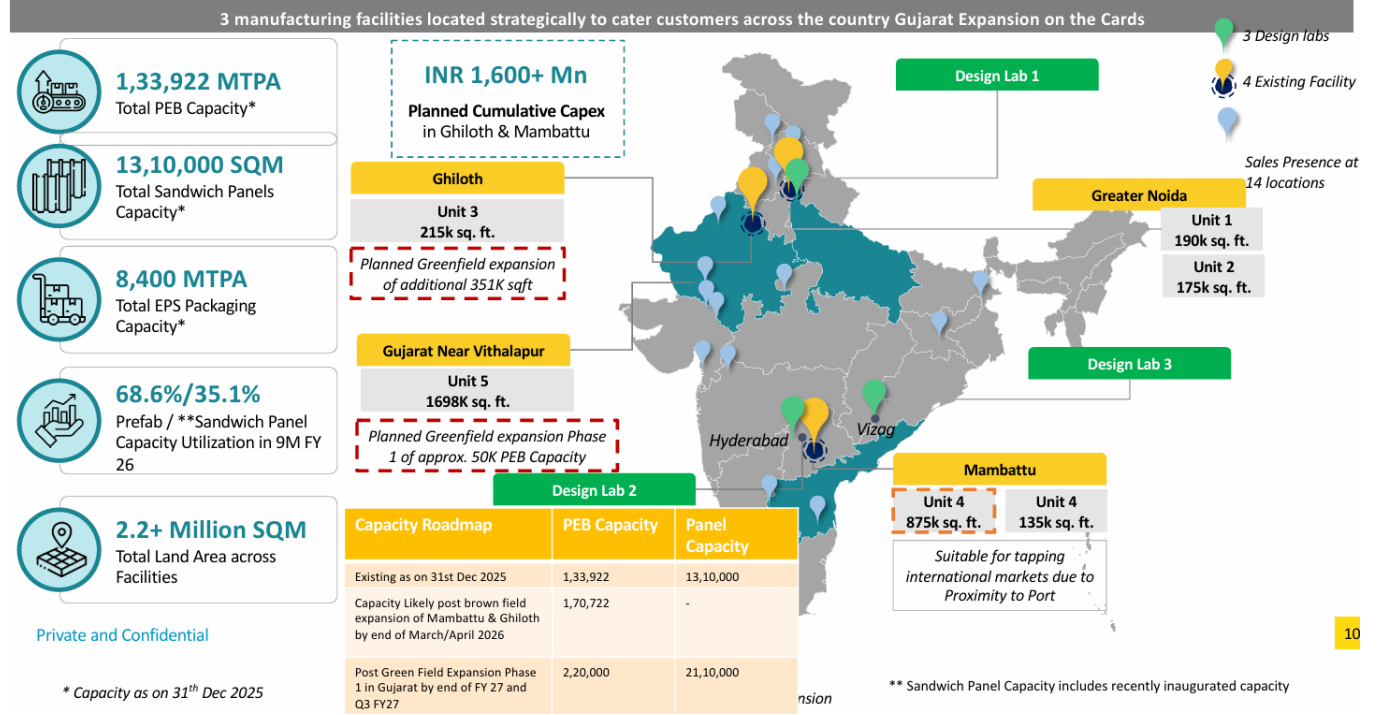 3 manufacturing facilities located strategically to cater customers across the country Gujarat Expansion on the Cards
1,33,922 MTPA
Total PEB Capacity*
13,10,000 SQM
Total Sandwich Panels
Capacity*
8,400 MTPA
Total EPS Packaging
Capacity*
68.6%/35.1%
Prefab / **Sandwich Panel
Capacity Utilization in 9M FY
26
2.2+ Million SQM
Total Land Area across
Facilities
INR 1,600+ Mn
Planned Cumulative Capex
in Ghiloth & Mambattu
Ghiloth
Unit 3
215k sq. ft.
Planned Greenfield expansion
of additional 351K sqft
Gujarat Near Vithalapur
Unit 5
1698K sq. ft.
Planned Greenfield expansion Phase
1 of approx. 50K PEB Capacity
Design Lab 2
Hyderabad
Vizag
Design Lab 1
3 Design labs
4 Existing Facility
Sales Presence at
14 locations
Greater Noida
Unit 1
190k sq. ft.
Unit 2
175k sq. ft.
Design Lab 3
Mambattu
Unit 4
875k sq. ft.
Unit 4
135k sq. ft.
Suitable for tapping
international markets due to
Proximity to Port
Capacity Roadmap
PEB Capacity
Panel
Capacity
Existing as on 31st Dec 2025
1,33,922
13,10,000
Capacity Likely post brown field
expansion of Mambattu & Ghiloth
by end of March/April 2026
1,70,722
-
Post Green Field Expansion Phase
1 in Gujarat by end of FY 27 and
Q3 FY27
2,20,000
21,10,000
Private and Confidential
10
* Capacity as on 31th Dec 2025
nsion
** Sandwich Panel Capacity includes recently inaugurated capacity